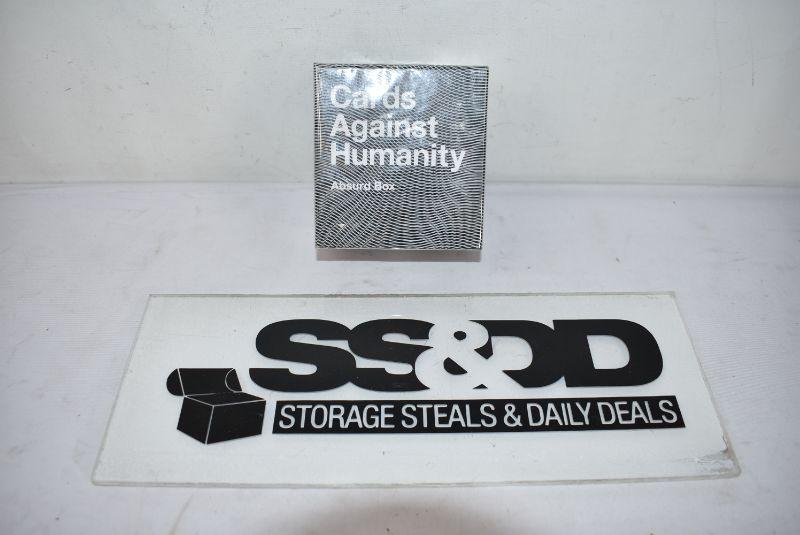 Cards
Against
Humanity
Absurd Box
SS&DD
STORAGE STEALS & DAILY DEALS